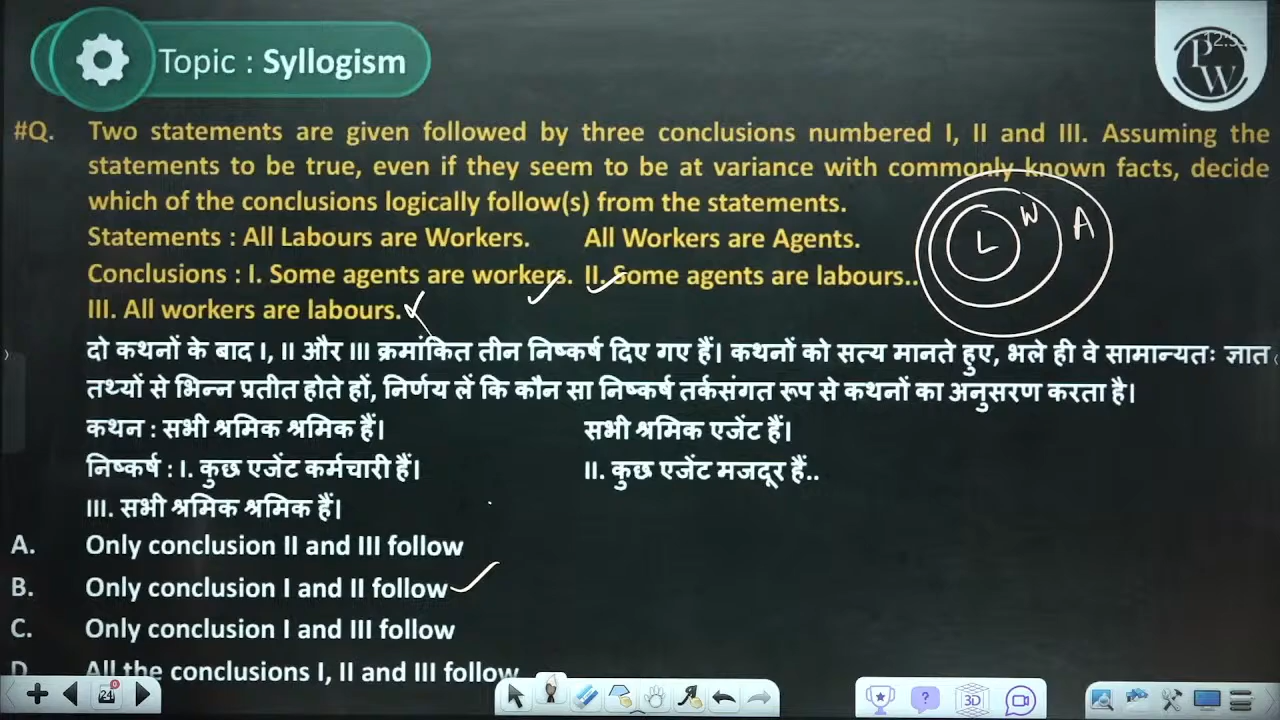 Topic : Syllogism
12:5
PW
#Q. Two statements are given followed by three conclusions numbered I, II and III. Assuming the
statements to be true, even if they seem to be at variance with commonly known facts, decide
which of the conclusions logically follow(s) from the statements.
Statements : All Labours are Workers. All Workers are Agents.
Conclusions : I. Some agents are workers. II. Some agents are labours..
III. All workers are labours.
L W A
दो कथनों के बाद I, II और III क्रमांकित तीन निष्कर्ष दिए गए हैं। कथनों को सत्य मानते हुए, भले ही वे सामान्यतः ज्ञात
तथ्यों से भिन्न प्रतीत होते हों, निर्णय लें कि कौन सा निष्कर्ष तर्कसंगत रूप से कथनों का अनुसरण करता है।
कथन : सभी श्रमिक श्रमिक हैं। सभी श्रमिक एजेंट हैं।
निष्कर्ष : I. कुछ एजेंट कर्मचारी हैं। II. कुछ एजेंट मजदूर हैं..
III. सभी श्रमिक श्रमिक हैं।
A. Only conclusion II and III follow
B. Only conclusion I and II follow
C. Only conclusion I and III follow
D. All the conclusions I, II and III follow
24
0
?
3D